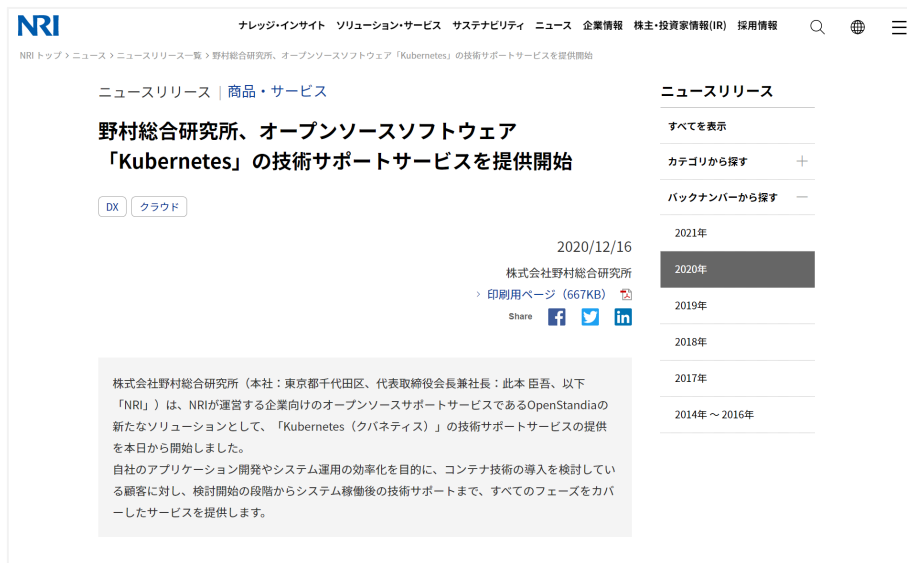 NRI
ナレッジ・インサイト ソリューション・サービス サステナビリティ ニュース 企業情報 株主・投資家情報(IR) 採用情報
NRI トップ > ニュース > ニュースリリース一覧 > 野村総合研究所、オープンソースソフトウェア「Kubernetes」の技術サポートサービスを提供開始
ニュースリリース | 商品・サービス
野村総合研究所、オープンソースソフトウェア
「Kubernetes」の技術サポートサービスを提供開始
DX クラウド
2020/12/16
株式会社野村総合研究所
> 印刷用ページ（667KB）
Share
株式会社野村総合研究所（本社：東京都千代田区、代表取締役会長兼社長：此本 臣吾、以下
「NRI」）は、NRIが運営する企業向けのオープンソースサポートサービスであるOpenStandiaの
新たなソリューションとして、「Kubernetes（クバネティス）」の技術サポートサービスの提供
を本日から開始しました。
自社のアプリケーション開発やシステム運用の効率化を目的に、コンテナ技術の導入を検討してい
る顧客に対し、検討開始の段階からシステム稼働後の技術サポートまで、すべてのフェーズをカバ
ーしたサービスを提供します。
ニュースリリース
すべてを表示
カテゴリから探す
バックナンバーから探す
2021年
2020年
2019年
2018年
2017年
2014年 ～ 2016年